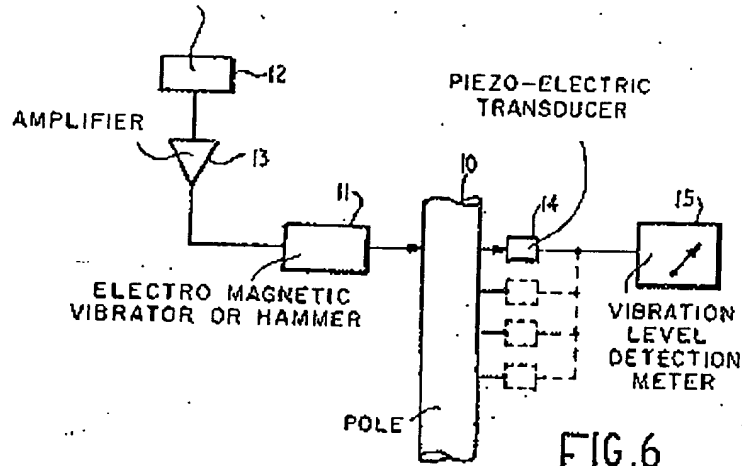 12
PIEZO-ELECTRIC
TRANSDUCER
AMPLIFIER
13
10
11
14
15
ELECTRO MAGNETIC
VIBRATOR OR HAMMER
VIBRATION
LEVEL
DETECTION
METER
POLE
FIG.6